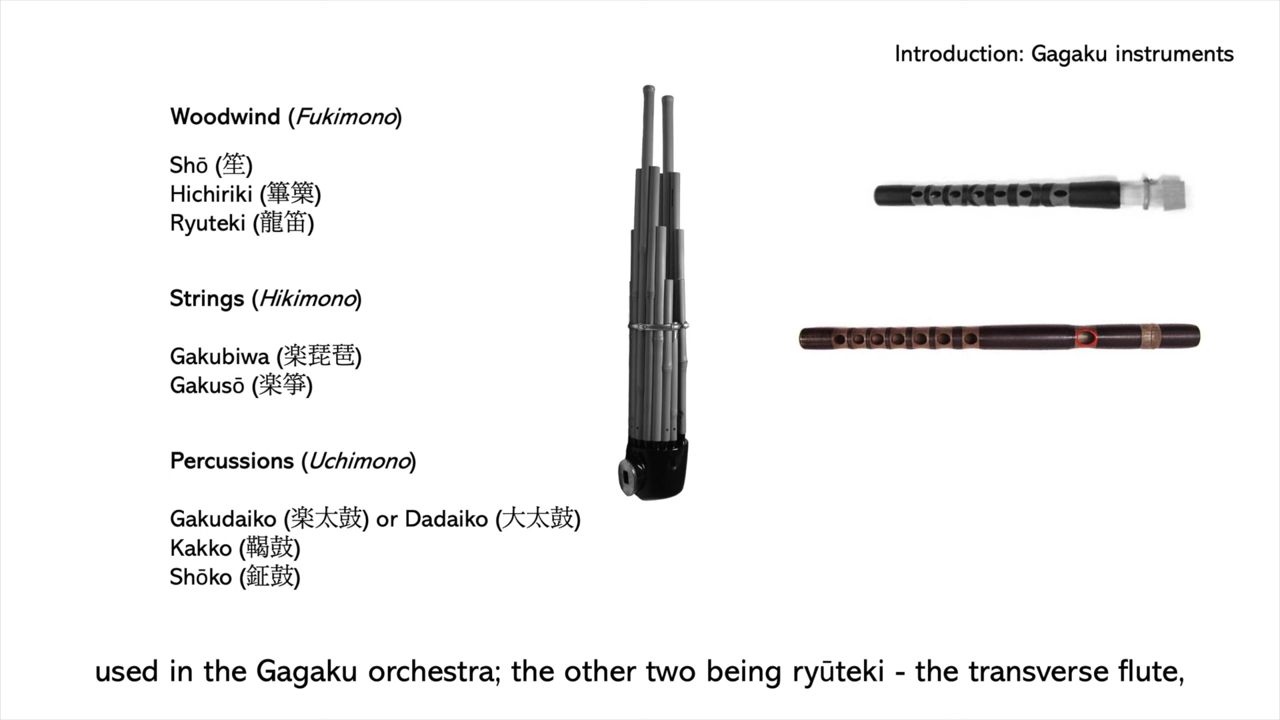 Introduction: Gagaku instruments
Woodwind (Fukimono)
Shō (笙)
Hichiriki (篳篥)
Ryuteki (龍笛)
Strings (Hikimono)
Gakubiwa (楽琵琶)
Gakusō (楽箏)
Percussions (Uchimono)
Gakudaiko (楽太鼓) or Dadaiko (大太鼓)
Kakko (鞨鼓)
Shōko (鉦鼓)
used in the Gagaku orchestra; the other two being ryūteki - the transverse flute,